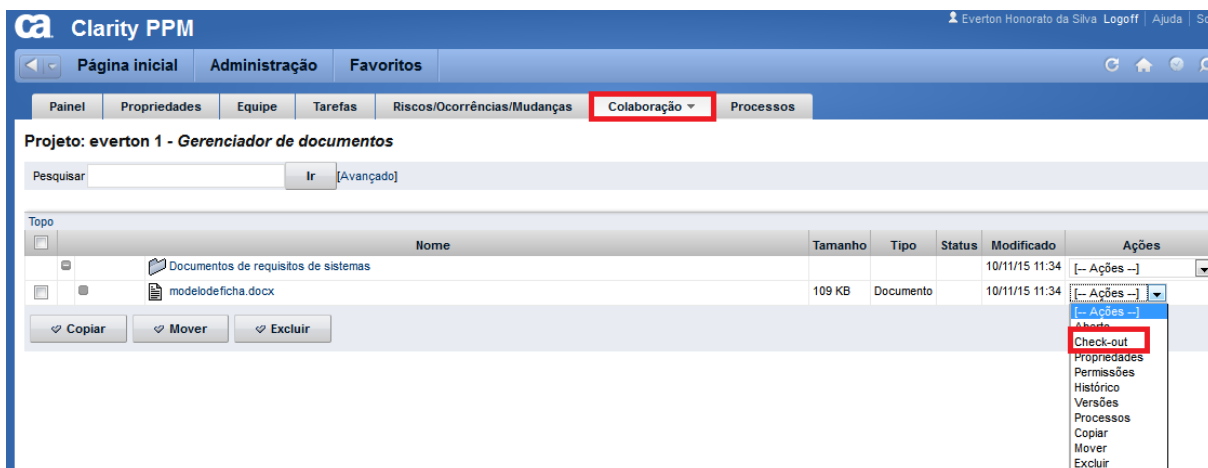 ca Clarity PPM
Everton Honorato da Silva Logoff | Ajuda | So
Página inicial Administração Favoritos
Painel Propriedades Equipe Tarefas Riscos/Ocorrências/Mudanças Colaboração Processos
Projeto: everton 1 - Gerenciador de documentos
Pesquisar Ir [Avançado]
Topo
Nome Tamanho Tipo Status Modificado Ações
Documentos de requisitos de sistemas 10/11/15 11:34 [-- Ações --]
modelodeficha.docx 109 KB Documento 10/11/15 11:34 [-- Ações --]
Copiar Mover Excluir
[-- Ações --]
Aberto
Check-out
Propriedades
Permissões
Histórico
Versões
Processos
Copiar
Mover
Excluir